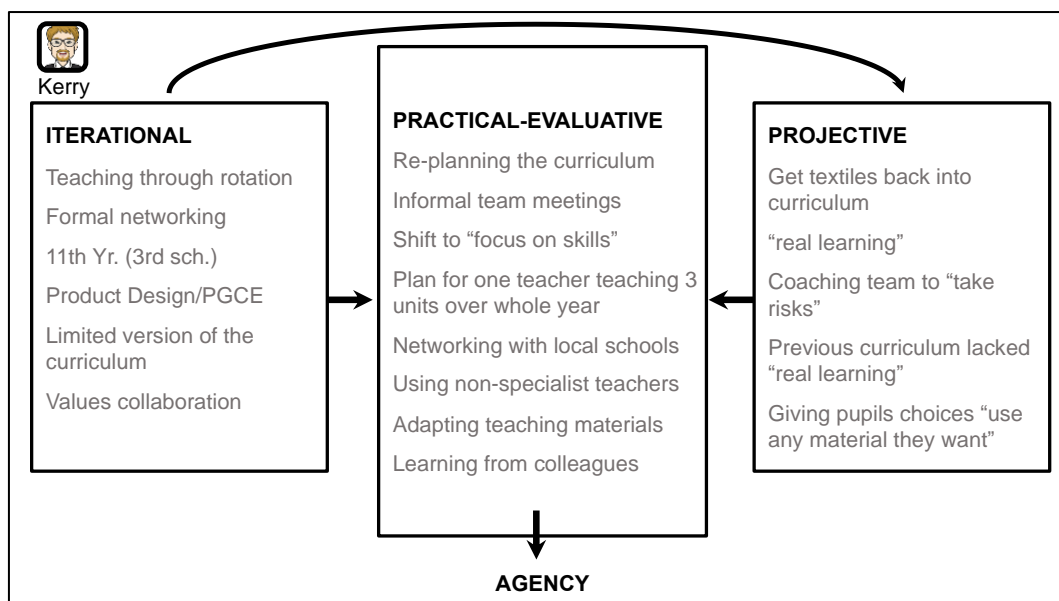 Kerry
ITERATIONAL
Teaching through rotation
Formal networking
11th Yr. (3rd sch.)
Product Design/PGCE
Limited version of the
curriculum
Values collaboration
PRACTICAL-EVALUATIVE
Re-planning the curriculum
Informal team meetings
Shift to “focus on skills”
Plan for one teacher teaching 3
units over whole year
Networking with local schools
Using non-specialist teachers
Adapting teaching materials
Learning from colleagues
PROJECTIVE
Get textiles back into
curriculum
“real learning”
Coaching team to “take
risks”
Previous curriculum lacked
“real learning”
Giving pupils choices “use
any material they want”
AGENCY